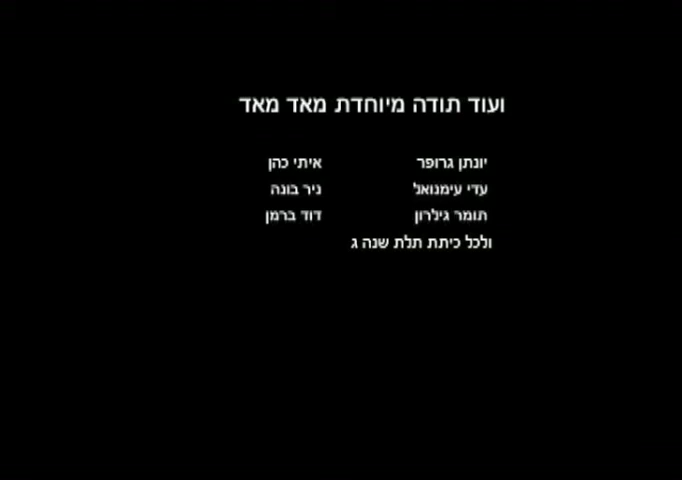 ועוד תודה מיוחדת מאד מאד
יונתן גרופר איתי כהן
עדי עימנואל ניר בונה
תומר גילרון דוד ברמן
ולכל כיתת תלת שנה ג